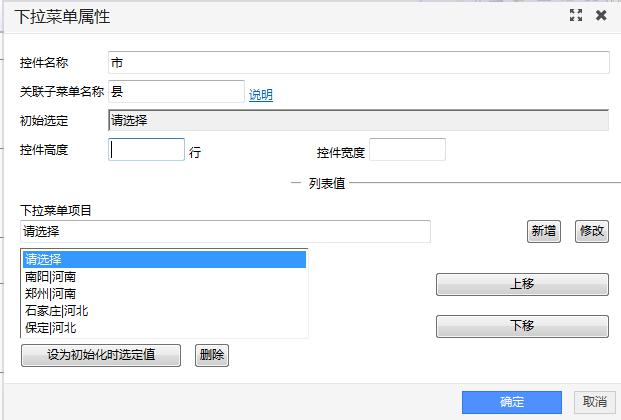 下拉菜单属性
控件名称 市
关联子菜单名称 县 说明
初始选定 请选择
控件高度 行 控件宽度
列表值
下拉菜单项目
请选择 新增 修改
请选择
南阳|河南
郑州|河南
石家庄|河北
保定|河北
上移
下移
设为初始化时选定值 删除
确定 取消